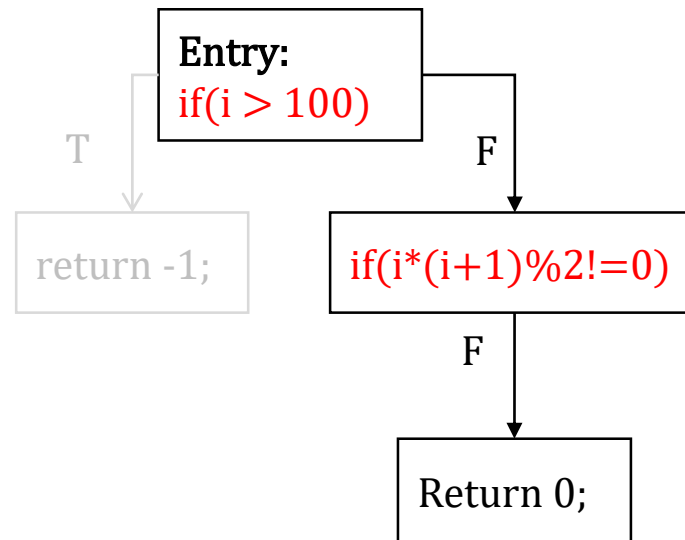 Entry:
if(i > 100)
T
F
return -1;
if(i*(i+1)%2!=0)
F
Return 0;